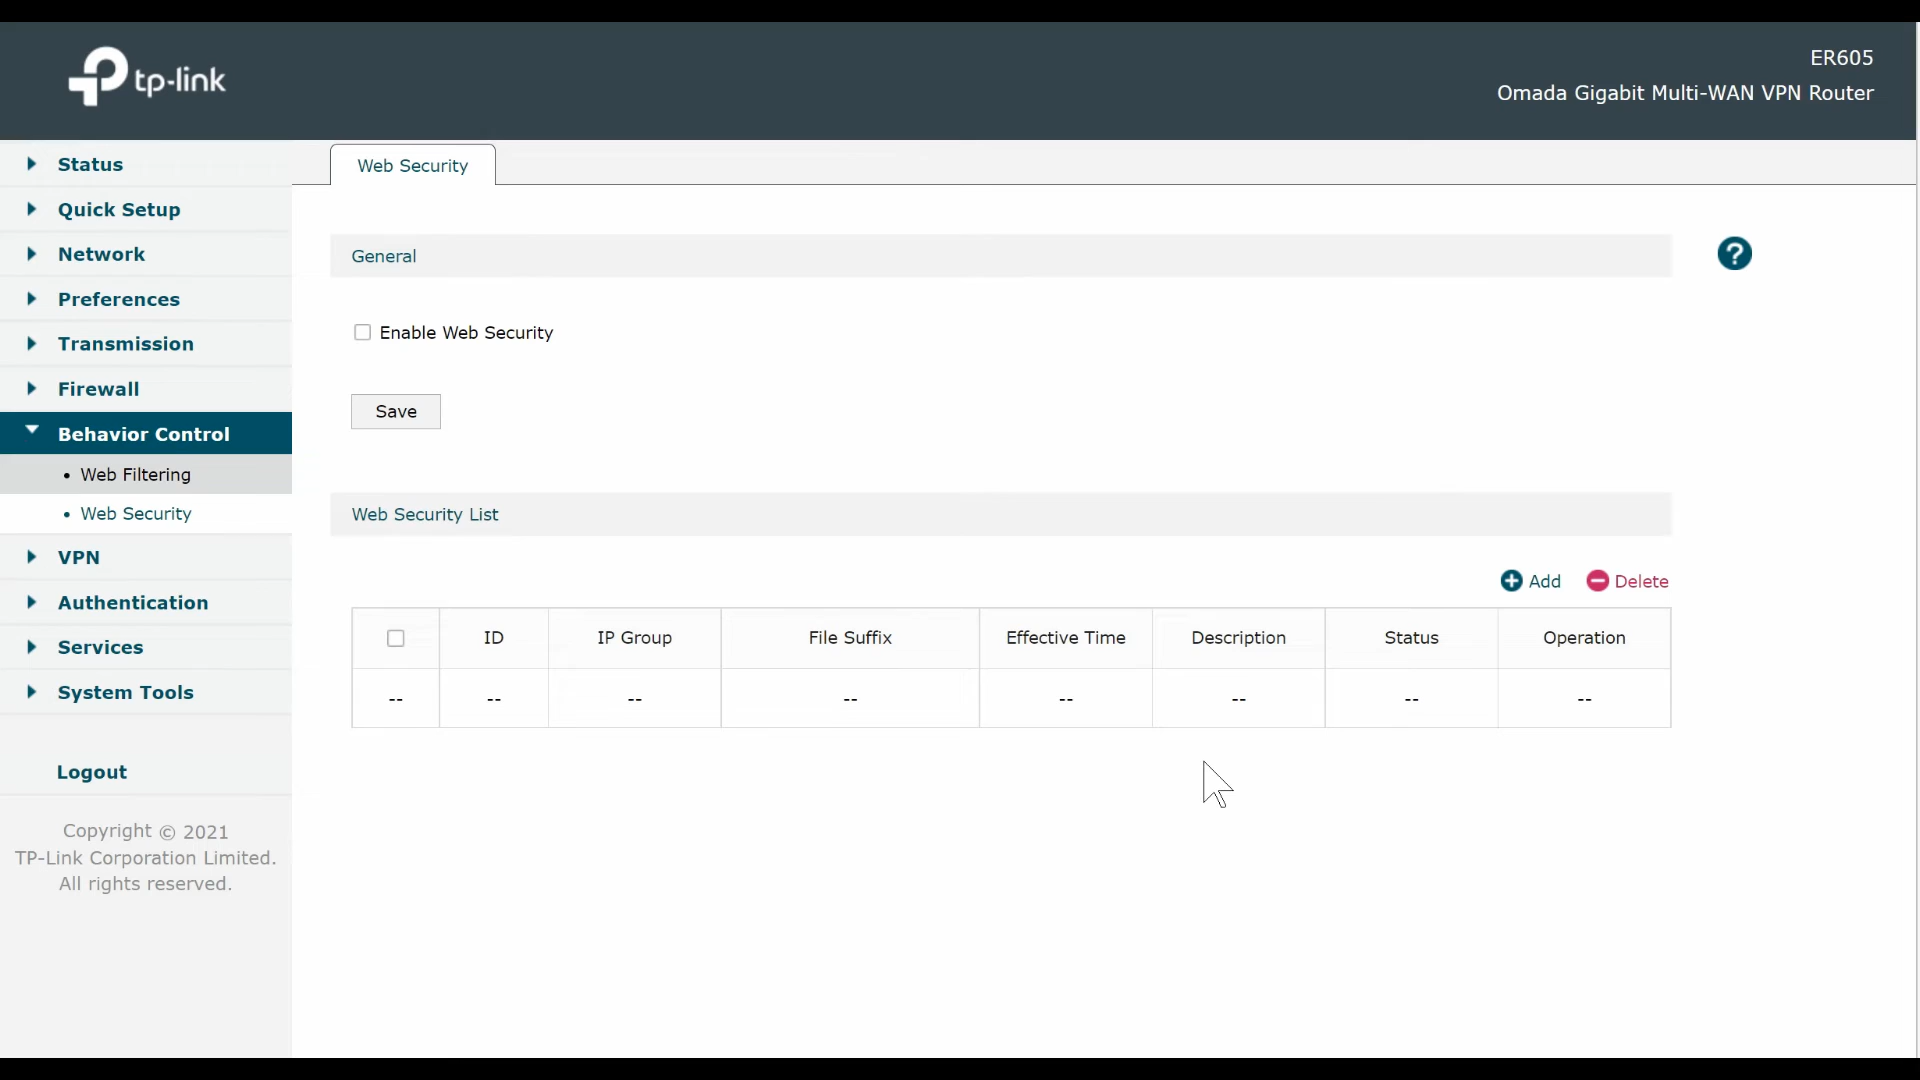 tp-link
ER605
Omada Gigabit Multi-WAN VPN Router
Status
Quick Setup
Network
Preferences
Transmission
Firewall
Behavior Control
• Web Filtering
• Web Security
VPN
Authentication
Services
System Tools
Logout
Copyright © 2021
TP-Link Corporation Limited.
All rights reserved.
Web Security
General
?
Enable Web Security
Save
Web Security List
Add Delete
ID IP Group File Suffix Effective Time Description Status Operation
-- -- -- -- -- -- -- --